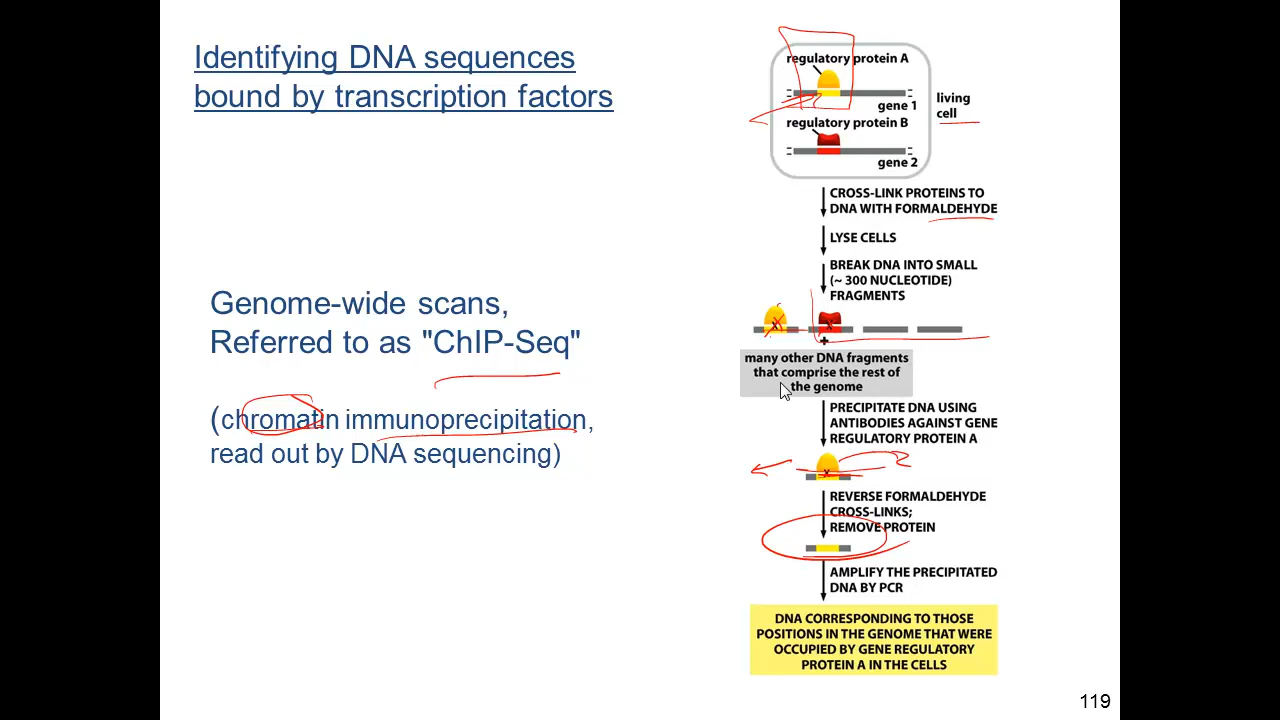 Identifying DNA sequences
bound by transcription factors
Genome-wide scans,
Referred to as "ChIP-Seq"
(chromatin immunoprecipitation,
read out by DNA sequencing)
regulatory protein A
gene 1
regulatory protein B
gene 2
living
cell
CROSS-LINK PROTEINS TO
DNA WITH FORMALDEHYDE
LYSE CELLS
BREAK DNA INTO SMALL
(~ 300 NUCLEOTIDE)
FRAGMENTS
+
many other DNA fragments
that comprise the rest of
the genome
PRECIPITATE DNA USING
ANTIBODIES AGAINST GENE
REGULATORY PROTEIN A
REVERSE FORMALDEHYDE
CROSS-LINKS;
REMOVE PROTEIN
AMPLIFY THE PRECIPITATED
DNA BY PCR
DNA CORRESPONDING TO THOSE
POSITIONS IN THE GENOME THAT WERE
OCCUPIED BY GENE REGULATORY
PROTEIN A IN THE CELLS
119